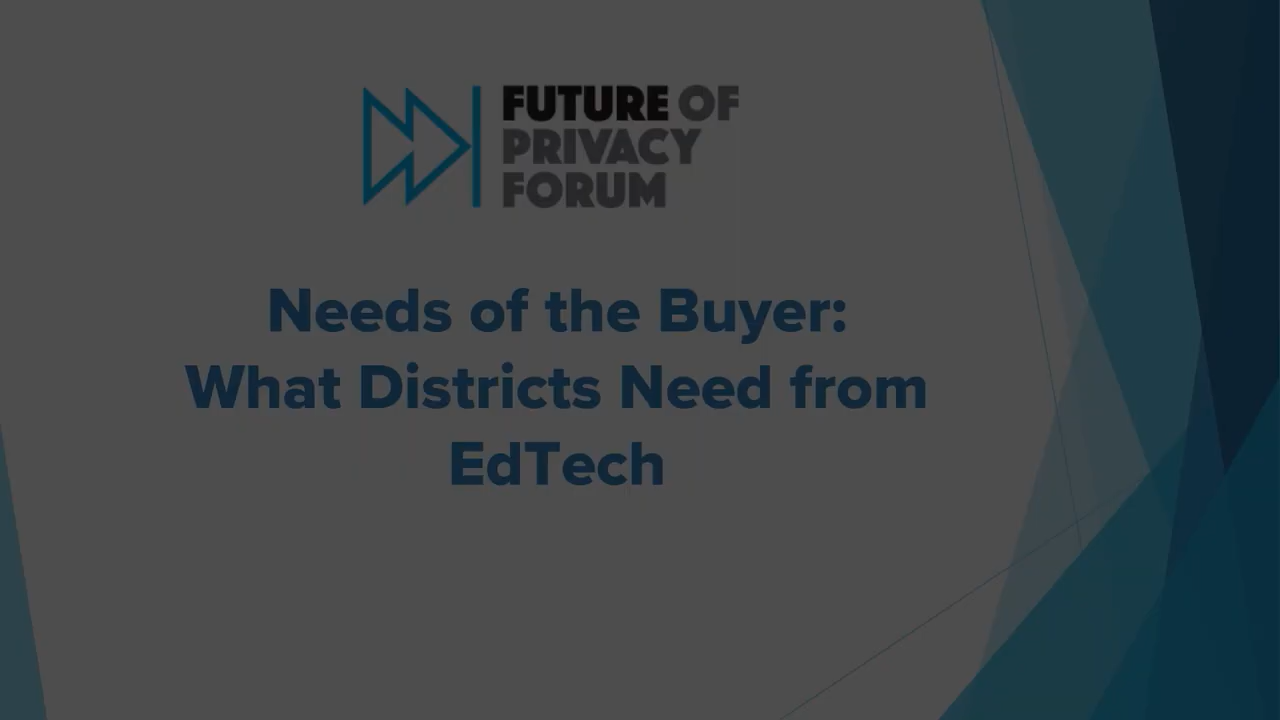 FUTURE OF
PRIVACY
FORUM
Needs of the Buyer:
What Districts Need from
EdTech